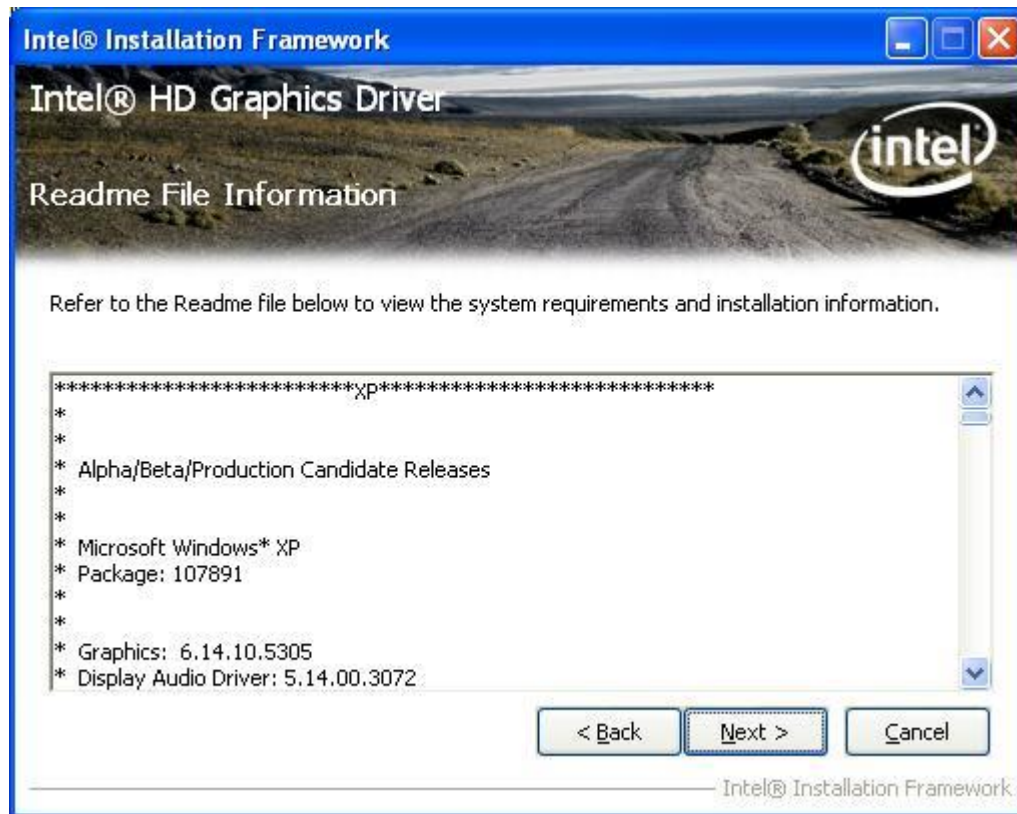 Intel® Installation Framework
Intel® HD Graphics Driver
intel
Readme File Information
Refer to the Readme file below to view the system requirements and installation information.
*************************XP****************************
*
*
* Alpha/Beta/Production Candidate Releases
*
*
* Microsoft Windows* XP
* Package: 107891
*
*
* Graphics: 6.14.10.5305
* Display Audio Driver: 5.14.00.3072
< Back Next > Cancel
Intel® Installation Framework